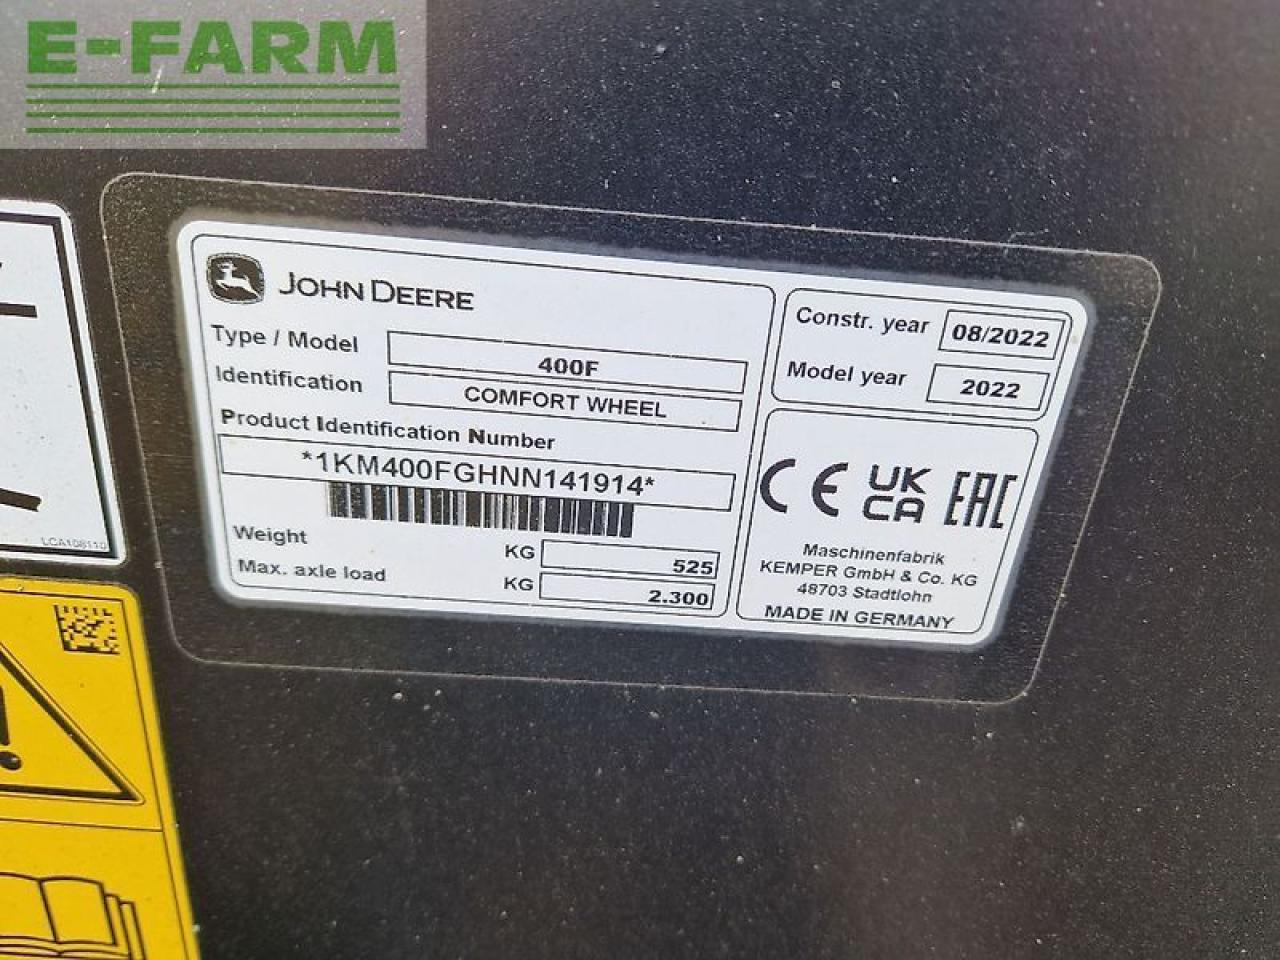 E-FARM
JOHN DEERE
Type / Model 400F
Identification COMFORT WHEEL
Product Identification Number
*1KM400FGHNN141914*
Weight KG 525
Max. axle load KG 2.300
Constr. year 08/2022
Model year 2022
CE UK CA EAC
Maschinenfabrik
KEMPER GmbH & Co. KG
48703 Stadtlohn
MADE IN GERMANY
LCA108110
!